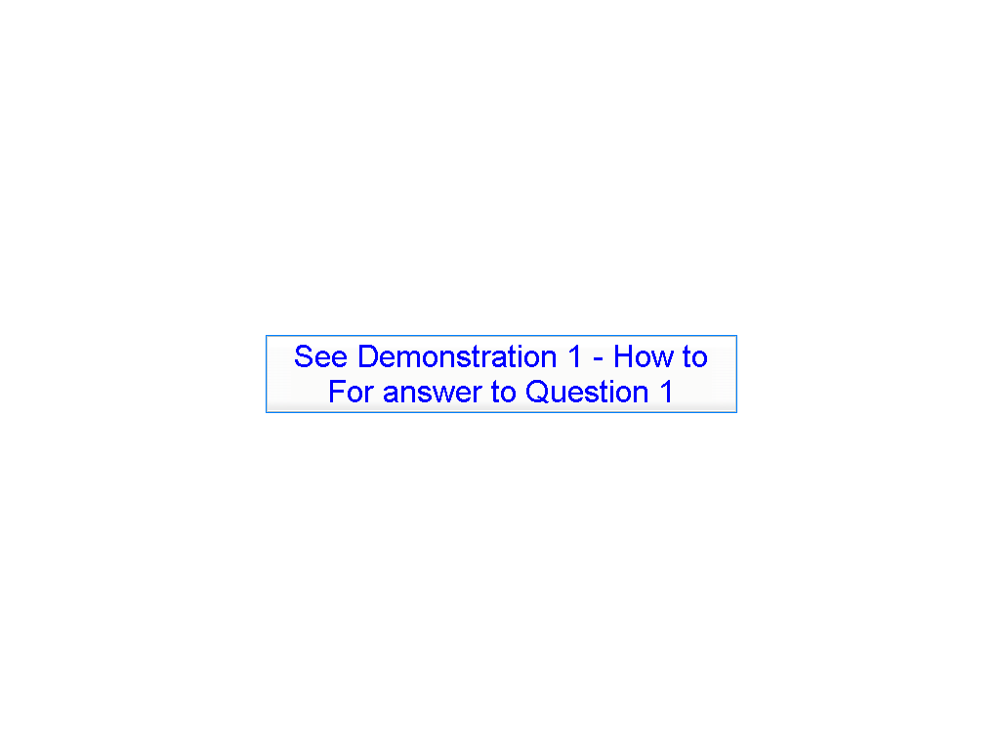 See Demonstration 1 - How to
For answer to Question 1